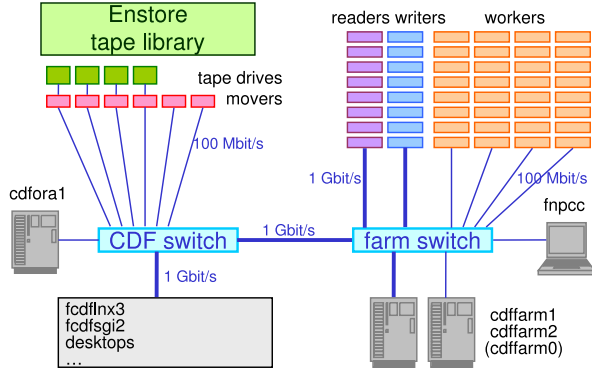 Enstore
tape library
readers writers
workers
tape drives
movers
100 Mbit/s
1 Gbit/s
100 Mbit/s
cdfora1
fnpcc
CDF switch
1 Gbit/s
farm switch
1 Gbit/s
fcdflnx3
fcdfsgi2
desktops
...
cdffarm1
cdffarm2
(cdffarm0)